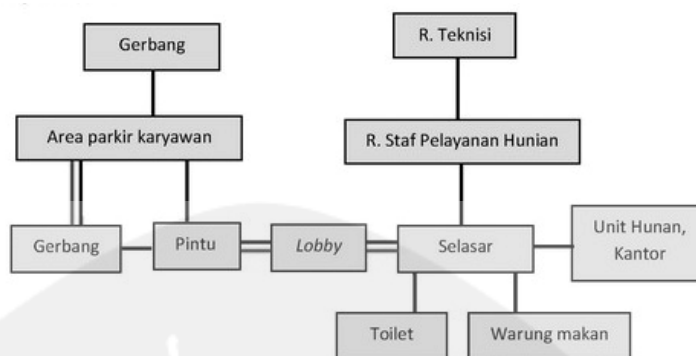 Gerbang
R. Teknisi
Area parkir karyawan
R. Staf Pelayanan Hunian
Gerbang
Pintu
Lobby
Selasar
Unit Hunan,
Kantor
Toilet
Warung makan